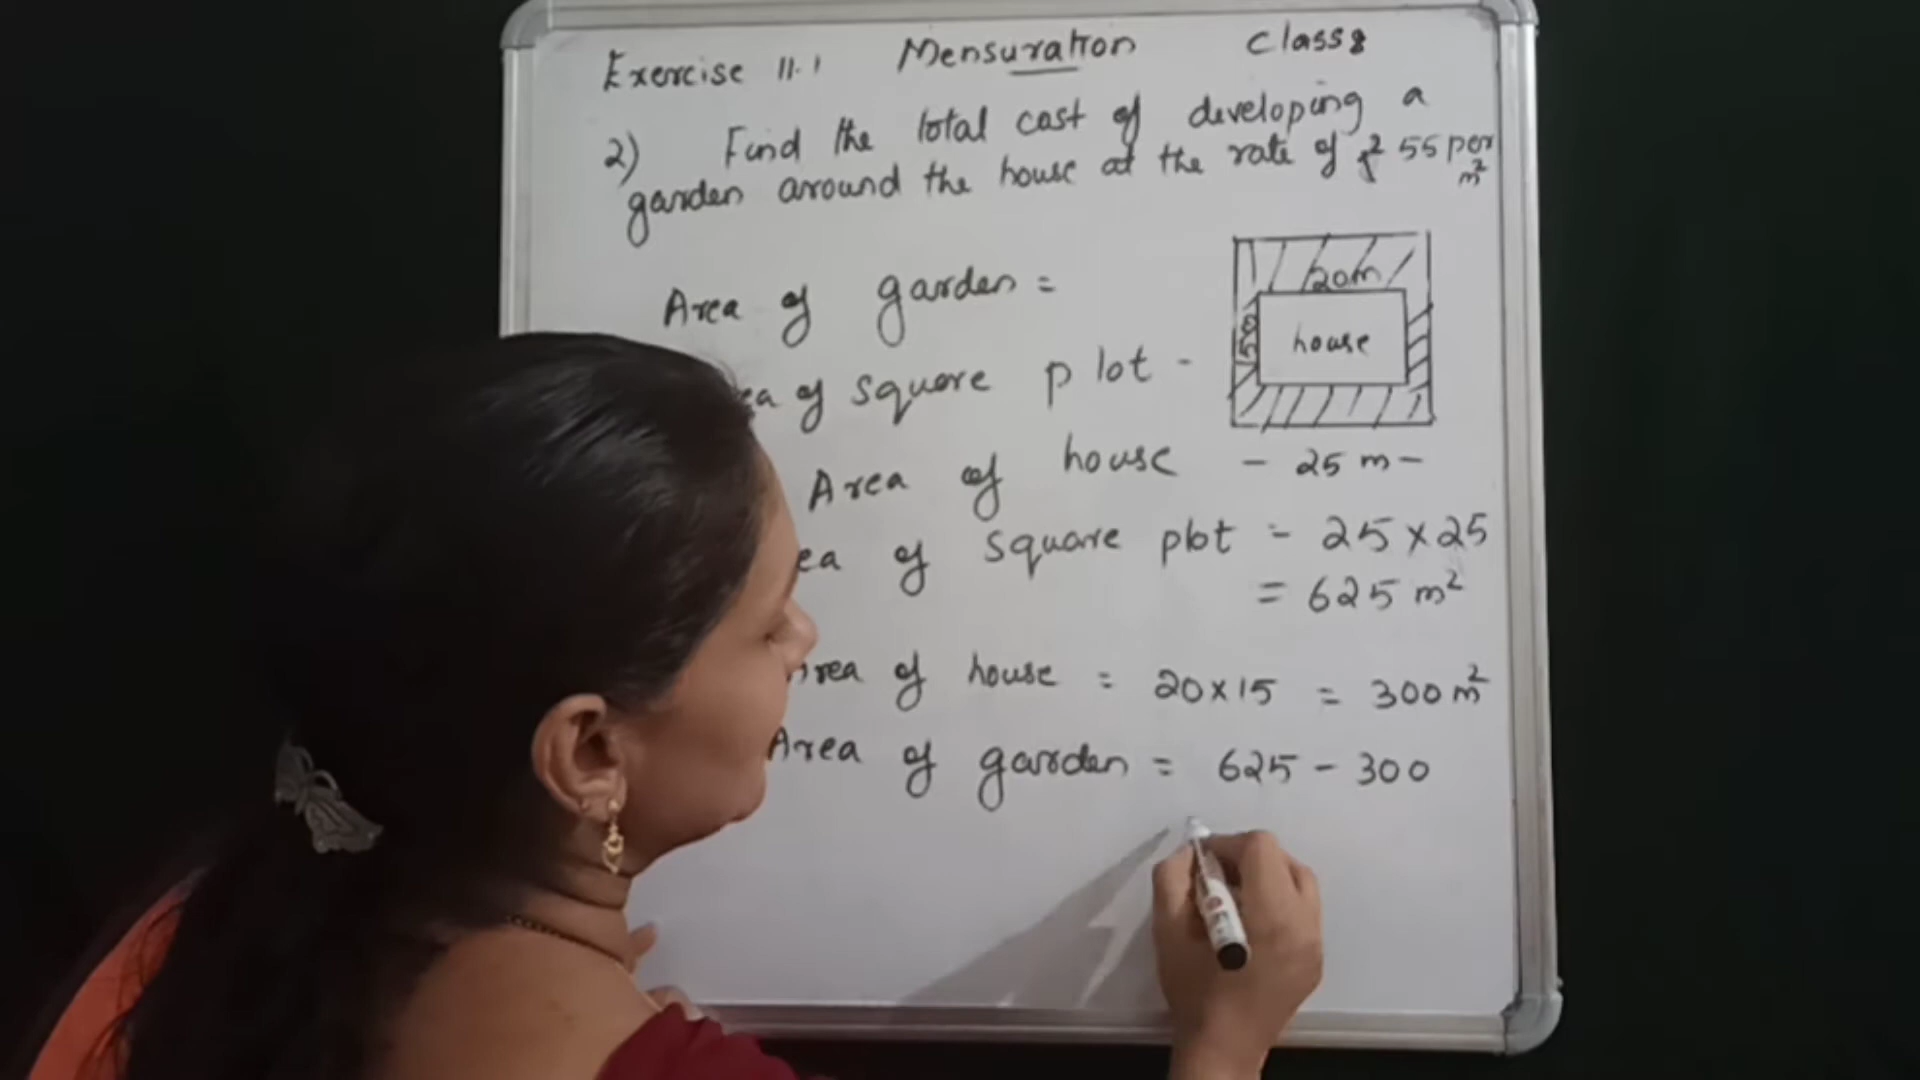 Exercise 11.1 Mensuration Class 8
2) Find the total cost of developing a
garden around the house at the rate of ₹ 55 per m²
Area of garden =
of square plot -
20m
house
Area of house - 25 m -
of square plot = 25 × 25
= 625 m²
of house = 20×15 = 300 m²
Area of garden = 625 - 300